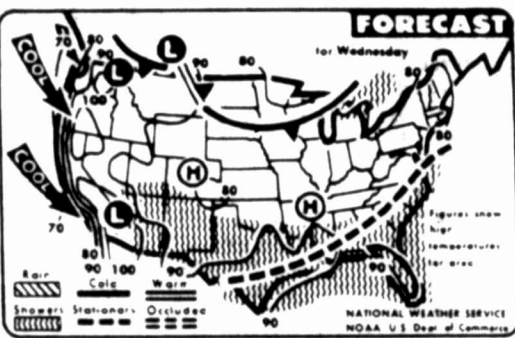 FORECAST
for Wednesday
70
80
90
L
L
90
80
80
COOL
100
COOL
H
80
H
80
L
70
80
90 100
90
90
90
Figures snow
high
temperatures
for area
Rain
Cold
Warm
Showers
Stationary
Occluded
NATIONAL WEATHER SERVICE
NOAA U S Dept of Commerce